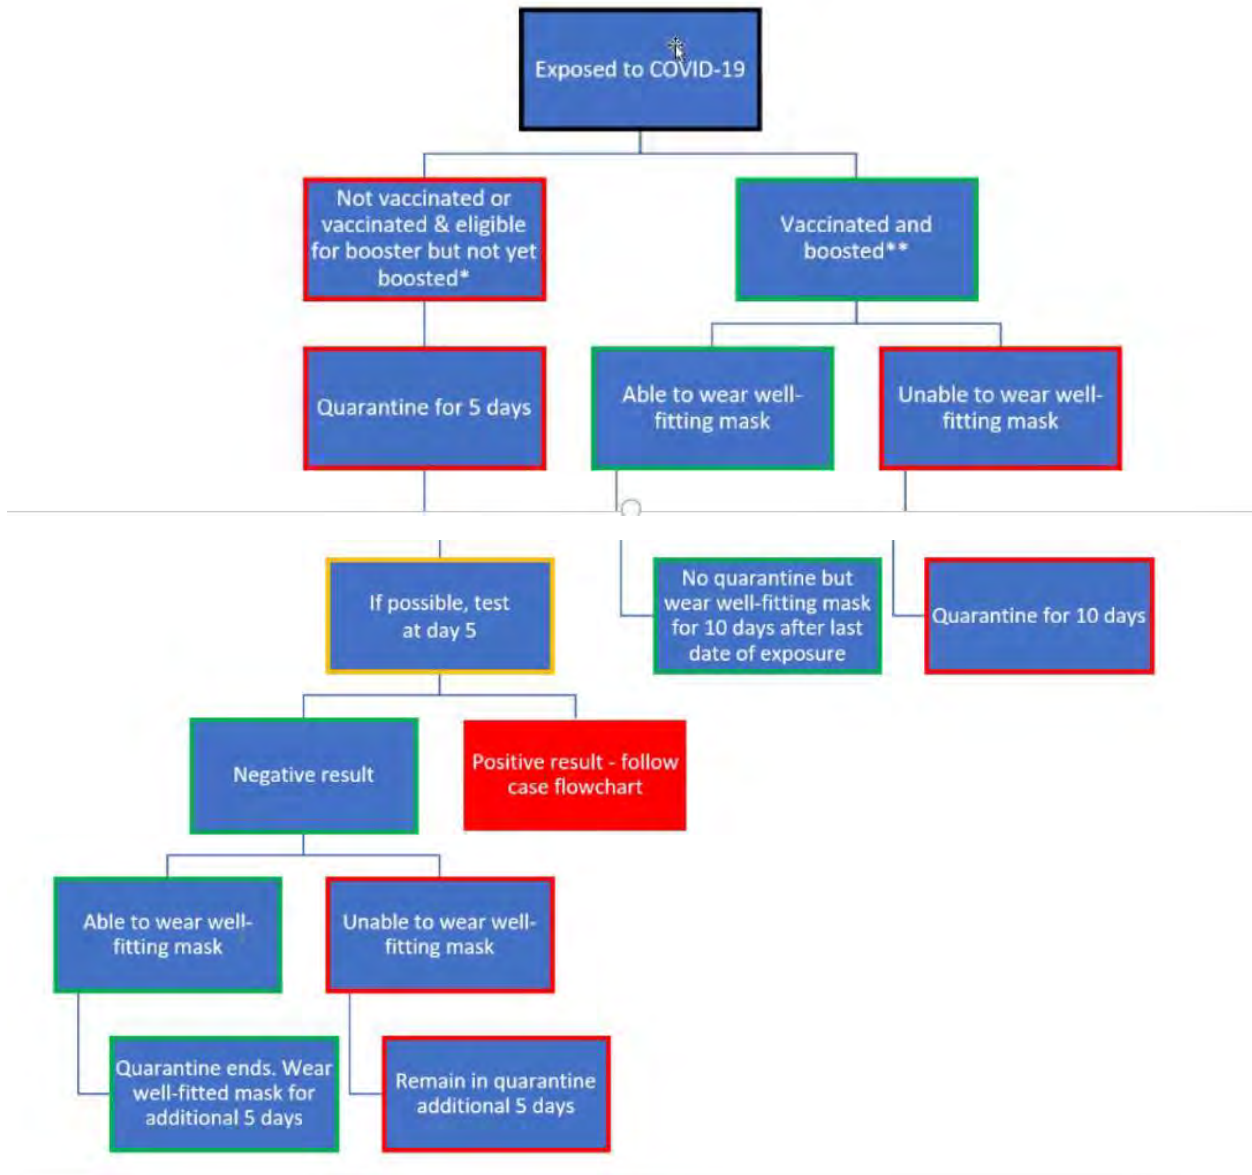 Exposed to COVID-19
Not vaccinated or
vaccinated & eligible
for booster but not yet
boosted*
Vaccinated and
boosted**
Quarantine for 5 days
Able to wear well-
fitting mask
Unable to wear well-
fitting mask
If possible, test
at day 5
No quarantine but
wear well-fitting mask
for 10 days after last
date of exposure
Quarantine for 10 days
Negative result
Positive result - follow
case flowchart
Able to wear well-
fitting mask
Unable to wear well-
fitting mask
Quarantine ends. Wear
well-fitted mask for
additional 5 days
Remain in quarantine
additional 5 days